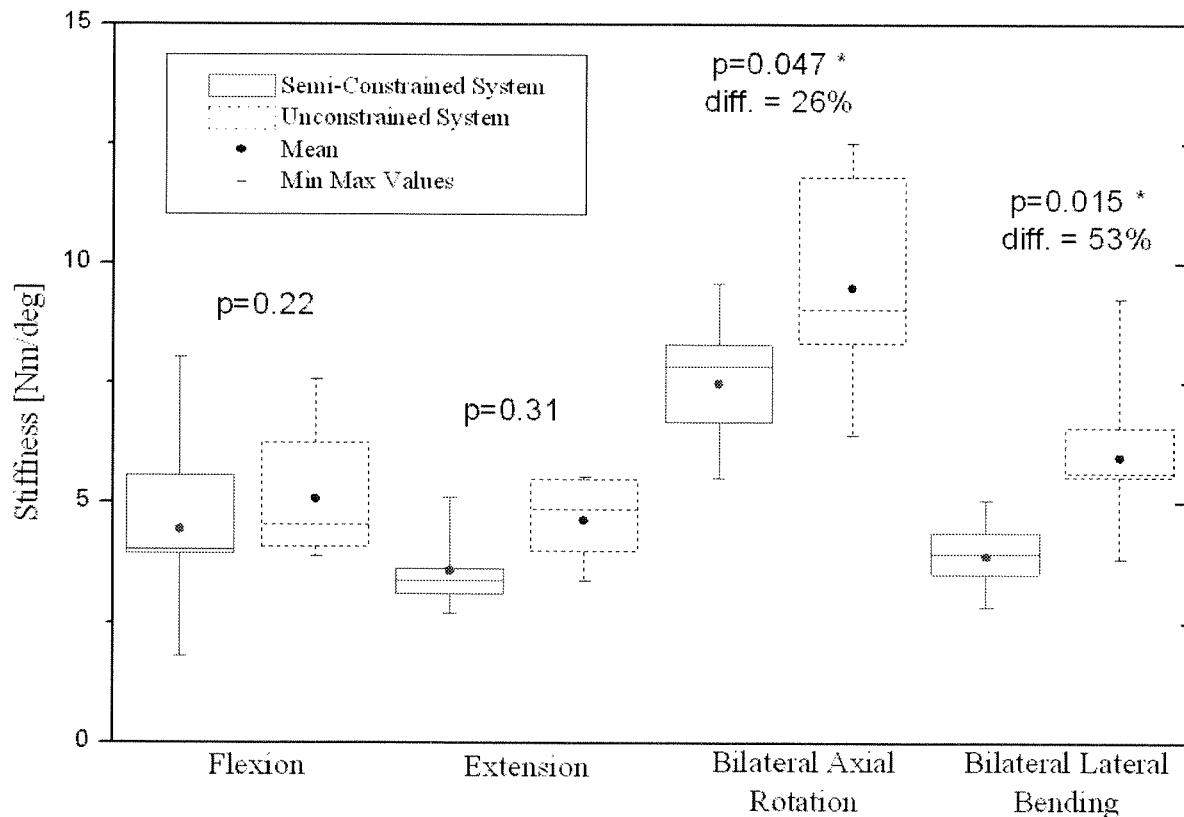 15
Semi-Constrained System
Unconstrained System
Mean
Min Max Values
p=0.047 *
diff. = 26%
p=0.015 *
diff. = 53%
10
p=0.22
p=0.31
5
0
Stiffness [Nm/deg]
Flexion
Extension
Bilateral Axial
Rotation
Bilateral Lateral
Bending